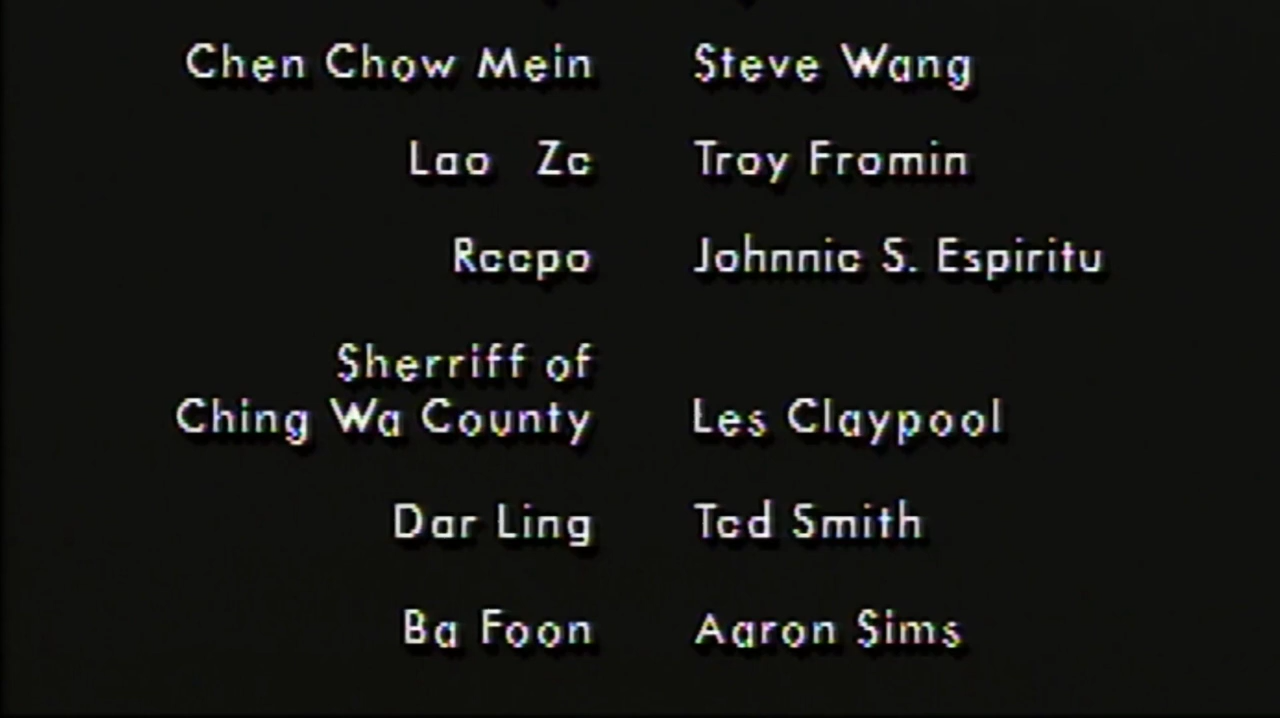 Chen Chow Mein Steve Wang
Lao Ze Troy Fromin
Reepo Johnnie S. Espiritu
Sherriff of
Ching Wa County Les Claypool
Dar Ling Ted Smith
Ba Foon Aaron Sims